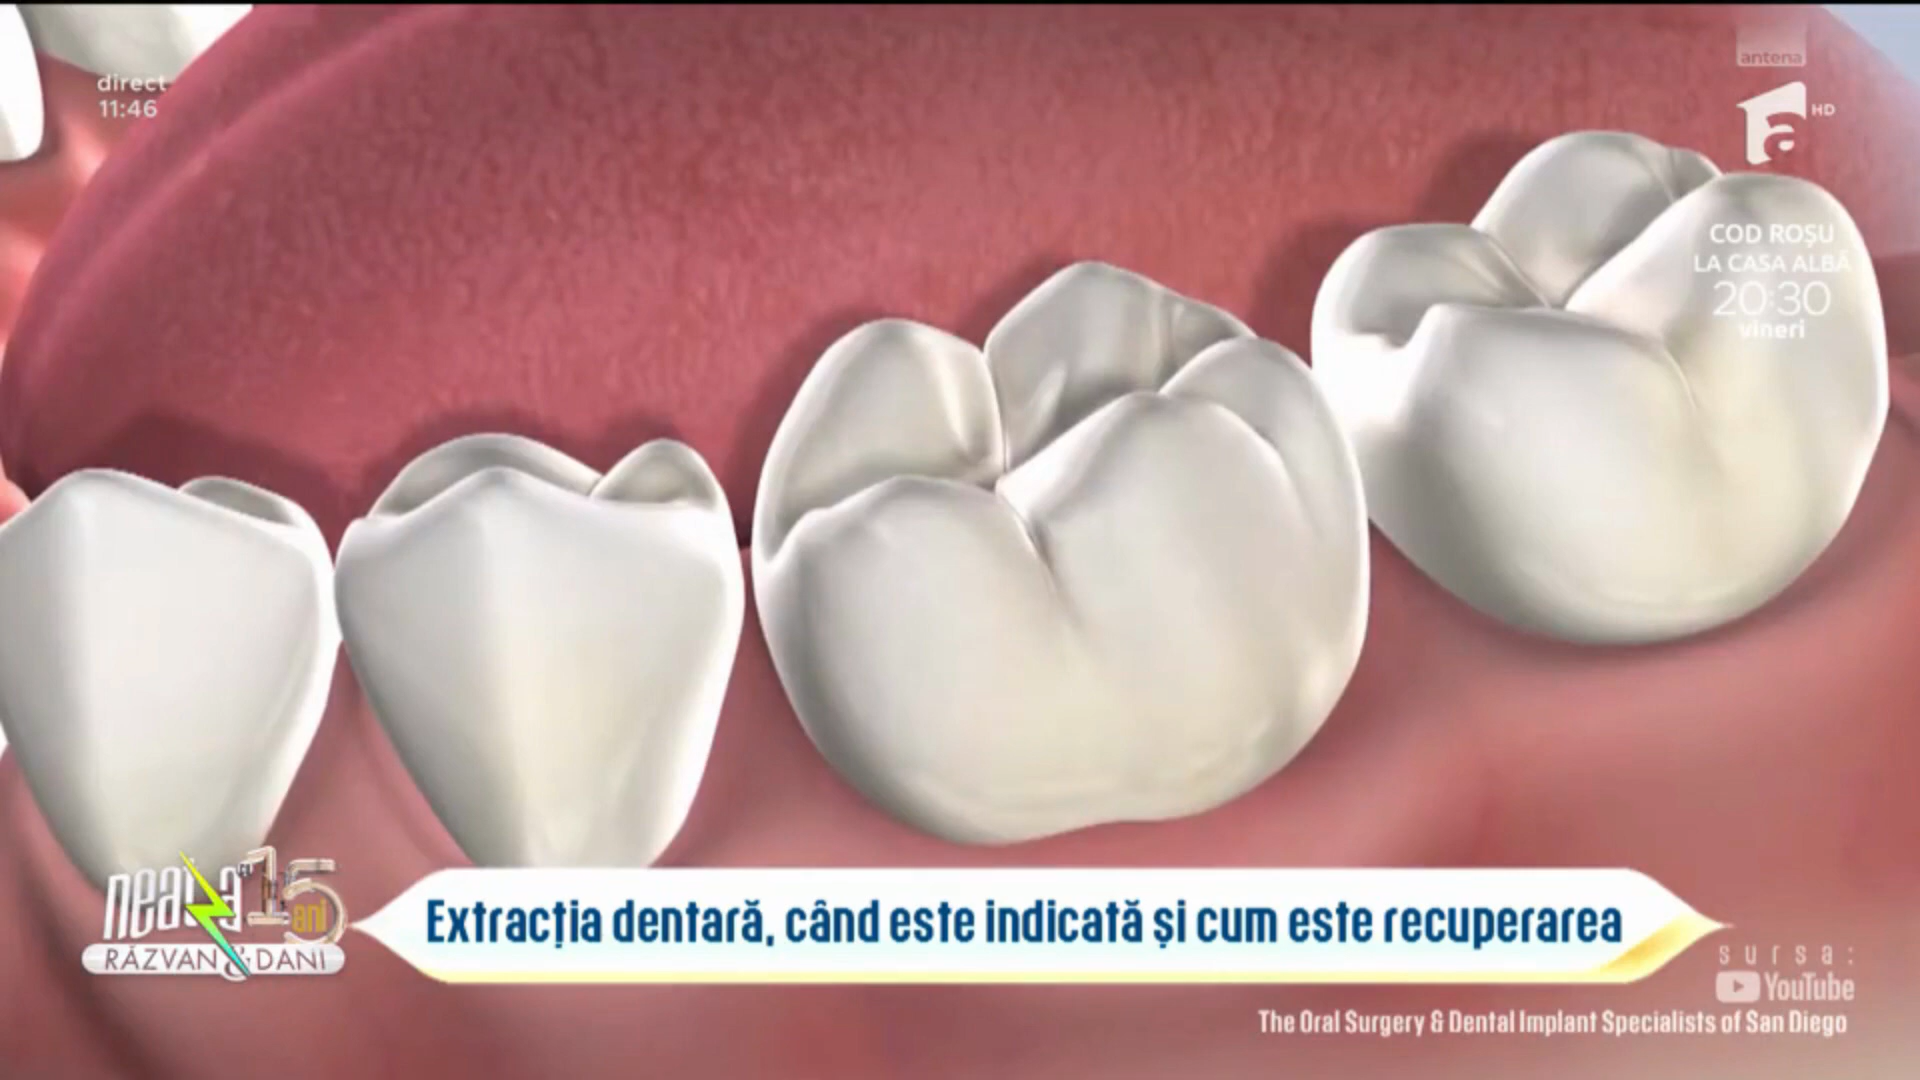 direct
11:46
antena
a HD
COD ROȘU
LA CASA ALBĂ
20:30
vineri
neatza cu 15 ani
RĂZVAN & DANI
Extracția dentară, când este indicată și cum este recuperarea
sursa:
YouTube
The Oral Surgery & Dental Implant Specialists of San Diego